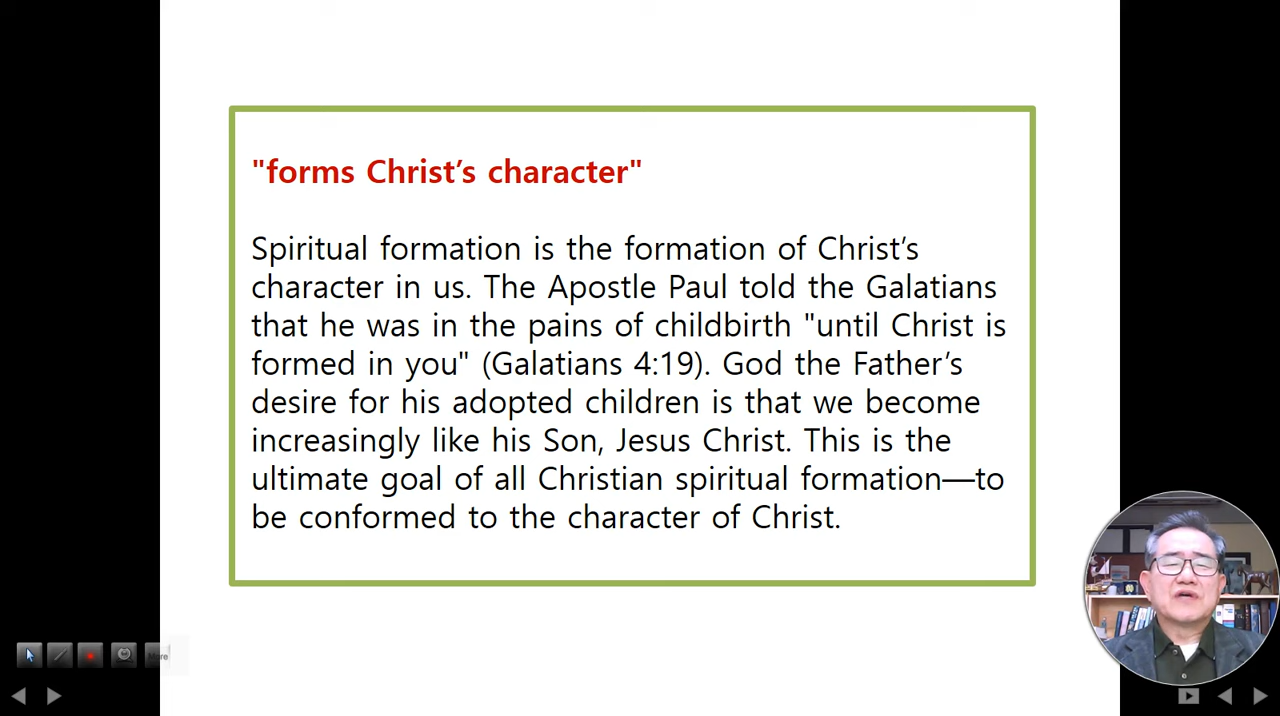 "forms Christ’s character"
Spiritual formation is the formation of Christ’s
character in us. The Apostle Paul told the Galatians
that he was in the pains of childbirth "until Christ is
formed in you" (Galatians 4:19). God the Father’s
desire for his adopted children is that we become
increasingly like his Son, Jesus Christ. This is the
ultimate goal of all Christian spiritual formation—to
be conformed to the character of Christ.
More